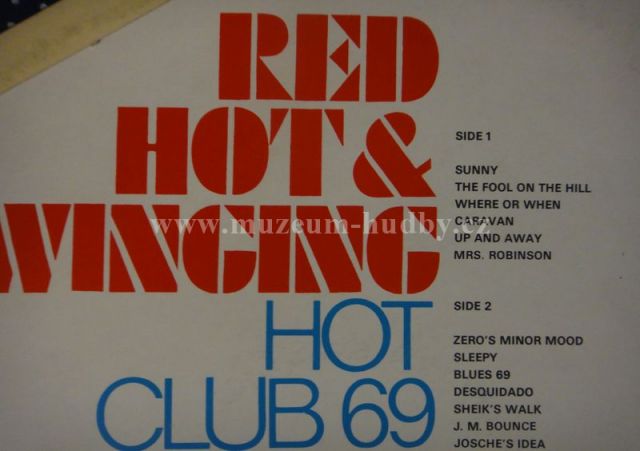 RED
HOT &
WINGING
HOT
CLUB 69
SIDE 1
SUNNY
THE FOOL ON THE HILL
WHERE OR WHEN
CARAVAN
UP AND AWAY
MRS. ROBINSON
SIDE 2
ZERO'S MINOR MOOD
SLEEPY
BLUES 69
DESQUIDADO
SHEIK'S WALK
J. M. BOUNCE
JOSCHE'S IDEA
www.muzeum-hudby.cz